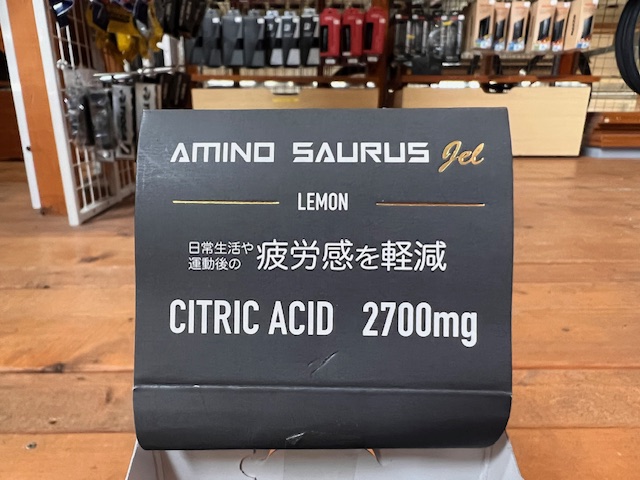 AMINO SAURUS Jel
LEMON
日常生活や
運動後の 疲労感を軽減
CITRIC ACID 2700mg